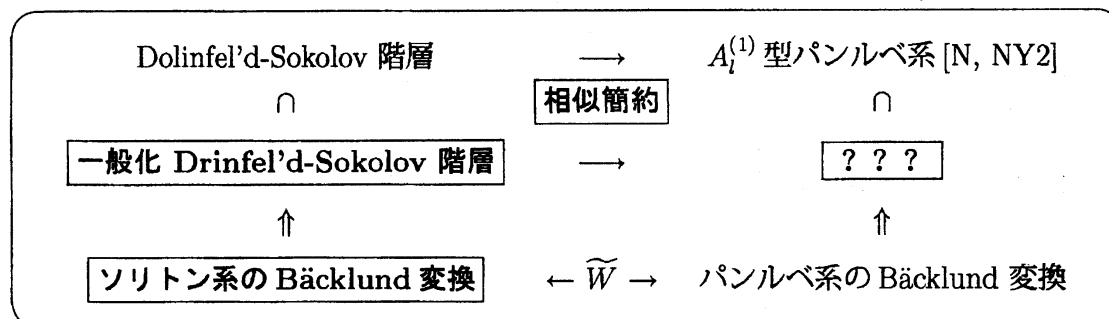 Dolinfel'd-Sokolov 階層 ⟶ A_l^{(1)} 型パンルベ系 [N, NY2]
∩ 相似簡約 ∩
一般化 Drinfel'd-Sokolov 階層 ⟶ ? ? ?
⇑ ⇑
ソリトン系の Bäcklund 変換 ← W̃ → パンルベ系の Bäcklund 変換